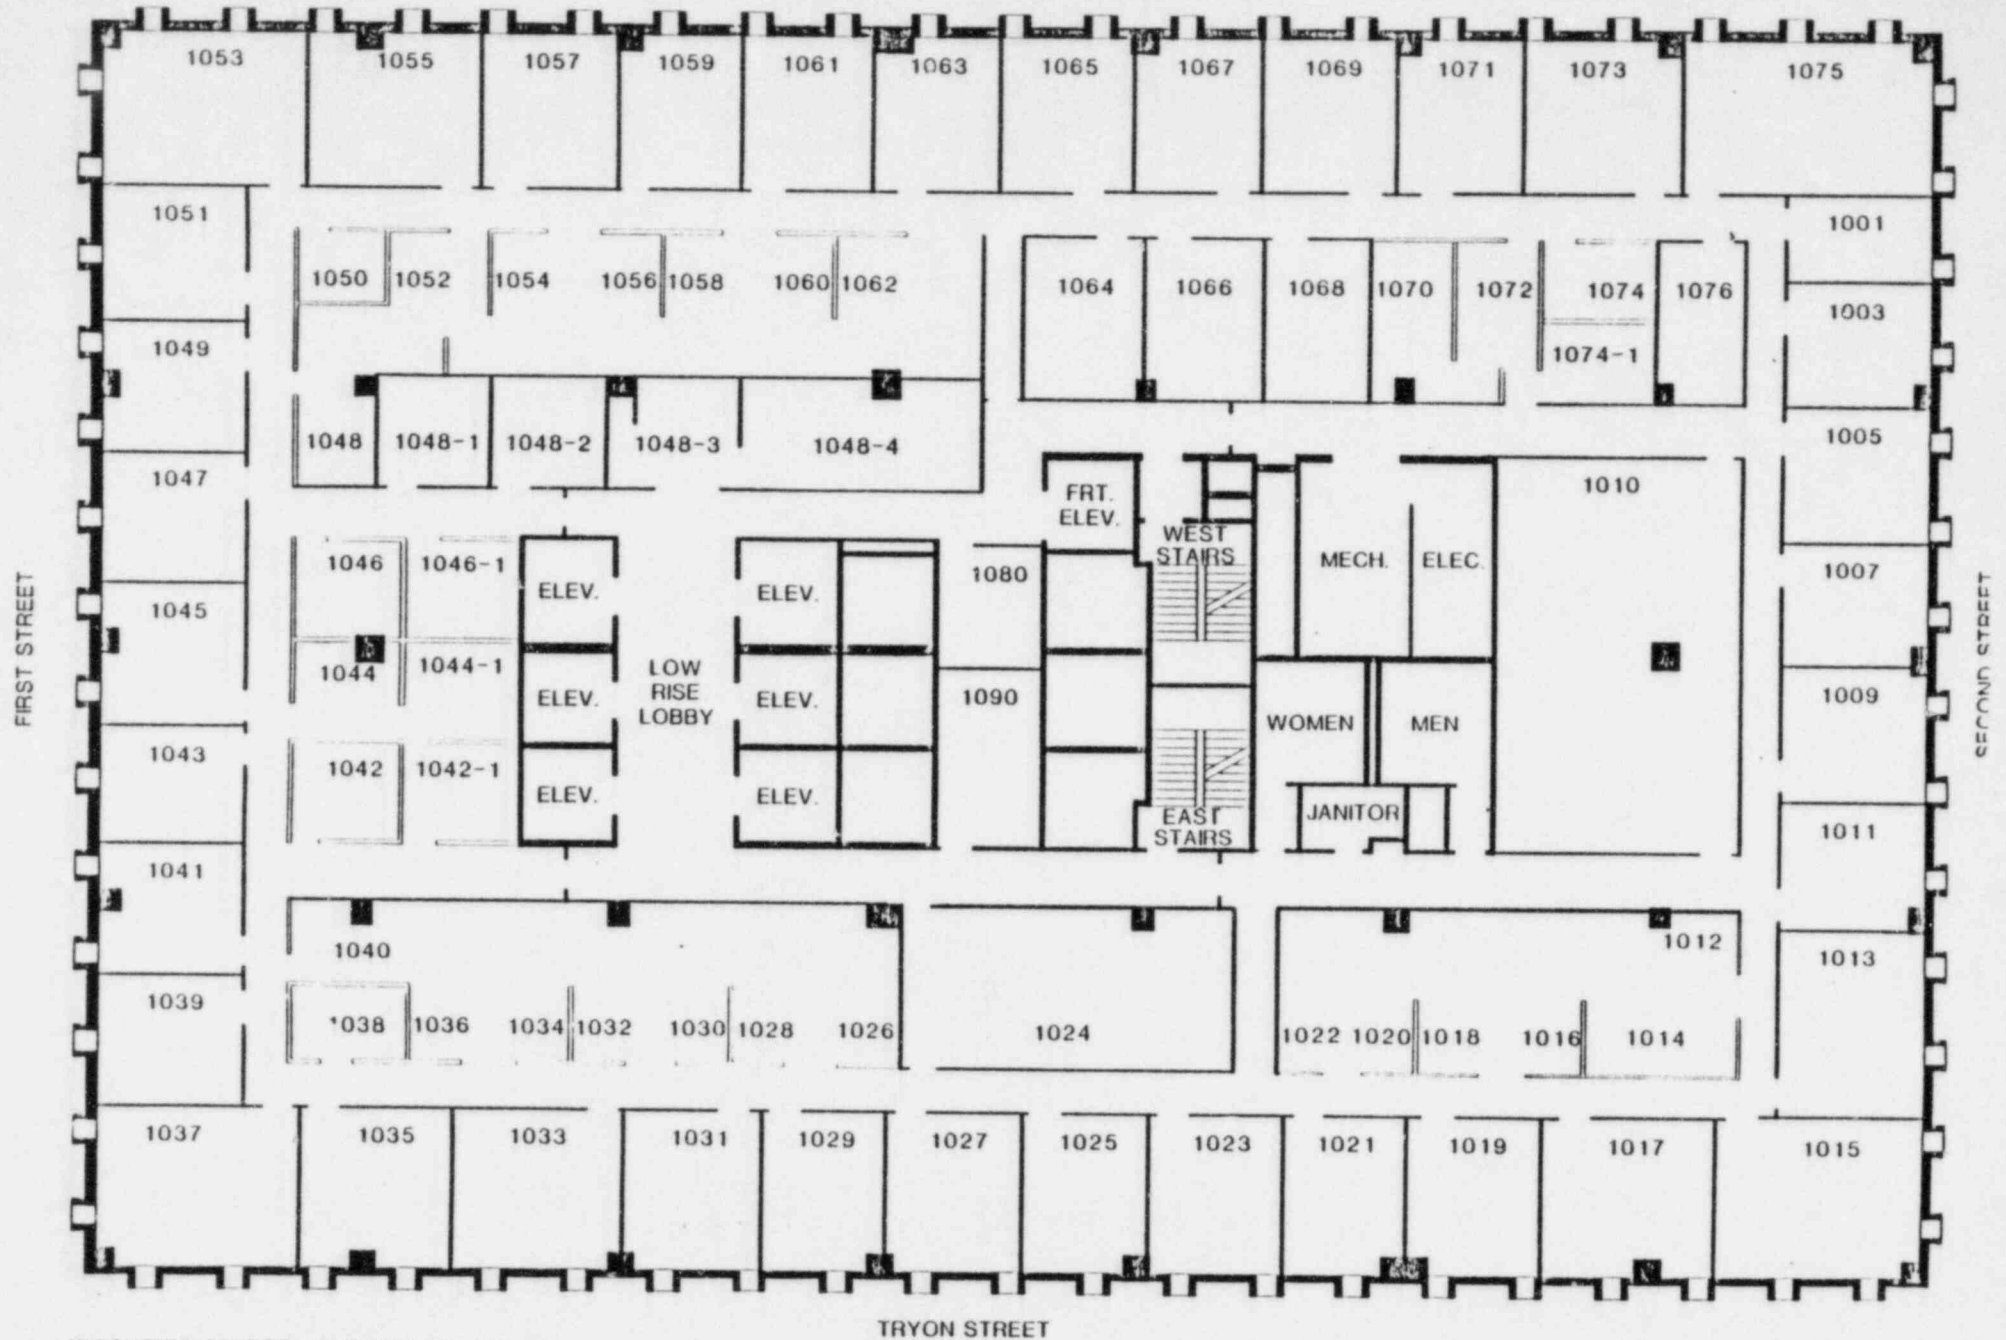 1053 1055 1057 1059 1061 1063 1065 1067 1069 1071 1073 1075
1051
1001
1050 1052 1054 1056 1058 1060 1062 1064 1066 1068 1070 1072 1074 1076
1003
1049
1074-1
1048 1048-1 1048-2 1048-3 1048-4
1005
1047
1010
FRT.
ELEV.
WEST
STAIRS
1046 1046-1
ELEV. ELEV.
1080
MECH. ELEC.
1007
FIRST STREET
1045
1044 1044-1
LOW
RISE
LOBBY
ELEV. ELEV.
1090
WOMEN MEN
1009
SECOND STREET
1043
1042 1042-1
ELEV. ELEV.
JANITOR
EAST
STAIRS
1011
1041
1040
1012
1013
1039
1038 1036 1034 1032 1030 1028 1026 1024 1022 1020 1018 1016 1014
1037 1035 1033 1031 1029 1027 1025 1023 1021 1019 1017 1015
TRYON STREET